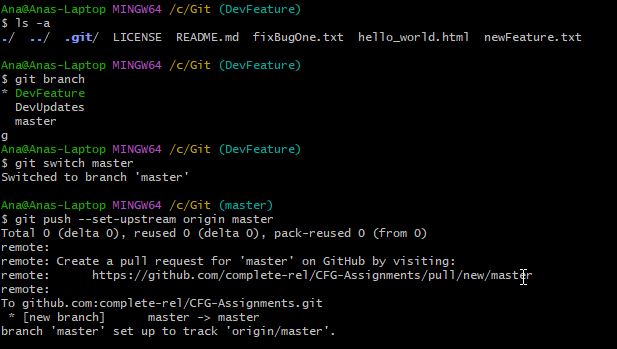 Ana@Anas-Laptop MINGW64 /c/Git (DevFeature)
$ ls -a
./  ../  .git/  LICENSE  README.md  fixBugOne.txt  hello_world.html  newFeature.txt
Ana@Anas-Laptop MINGW64 /c/Git (DevFeature)
$ git branch
* DevFeature
  DevUpdates
  master
g
Ana@Anas-Laptop MINGW64 /c/Git (DevFeature)
$ git switch master
Switched to branch 'master'
Ana@Anas-Laptop MINGW64 /c/Git (master)
$ git push --set-upstream origin master
Total 0 (delta 0), reused 0 (delta 0), pack-reused 0 (from 0)
remote:
remote: Create a pull request for 'master' on GitHub by visiting:
remote:      https://github.com/complete-rel/CFG-Assignments/pull/new/master
remote:
To github.com:complete-rel/CFG-Assignments.git
 * [new branch]      master -> master
branch 'master' set up to track 'origin/master'.